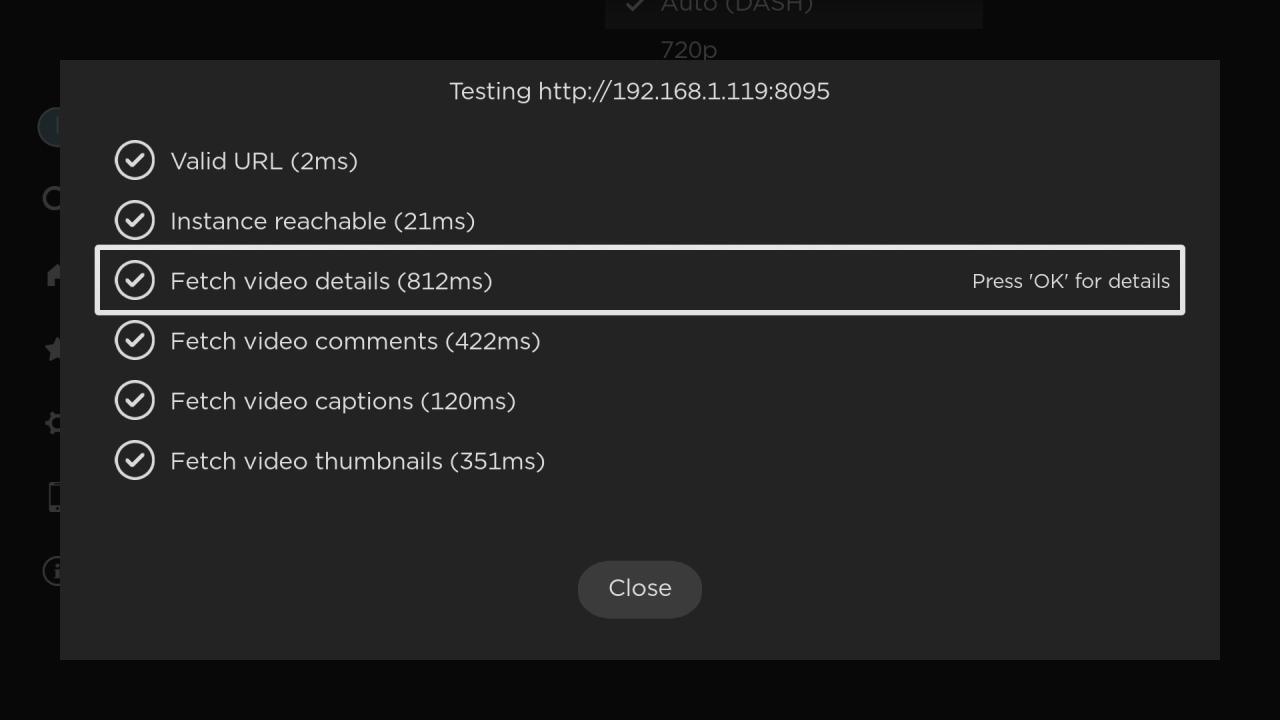 Auto (DASH)
720p
Testing http://192.168.1.119:8095
Valid URL (2ms)
Instance reachable (21ms)
Fetch video details (812ms)
Press 'OK' for details
Fetch video comments (422ms)
Fetch video captions (120ms)
Fetch video thumbnails (351ms)
Close